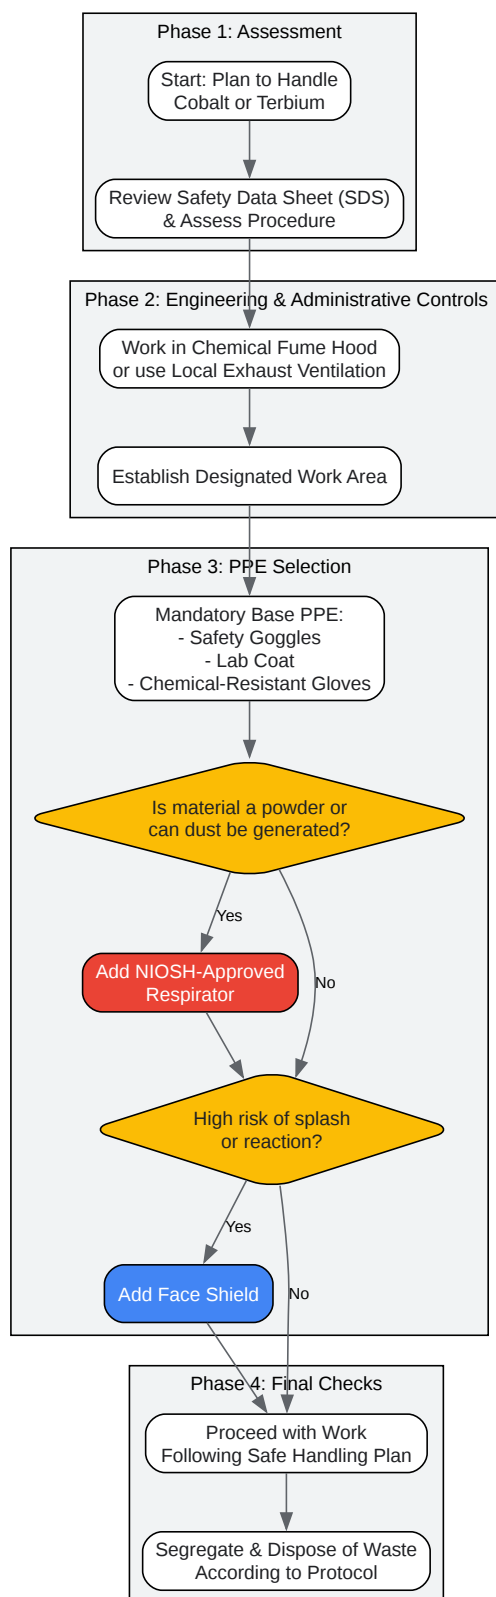 Phase 1: Assessment
Start: Plan to Handle
Cobalt or Terbium
Review Safety Data Sheet (SDS)
& Assess Procedure
Phase 2: Engineering & Administrative Controls
Work in Chemical Fume Hood
or use Local Exhaust Ventilation
Establish Designated Work Area
Phase 3: PPE Selection
Mandatory Base PPE:
- Safety Goggles
- Lab Coat
- Chemical-Resistant Gloves
Is material a powder or
can dust be generated?
Yes
Add NIOSH-Approved
Respirator
No
High risk of splash
or reaction?
Yes
Add Face Shield
No
Phase 4: Final Checks
Proceed with Work
Following Safe Handling Plan
Segregate & Dispose of Waste
According to Protocol